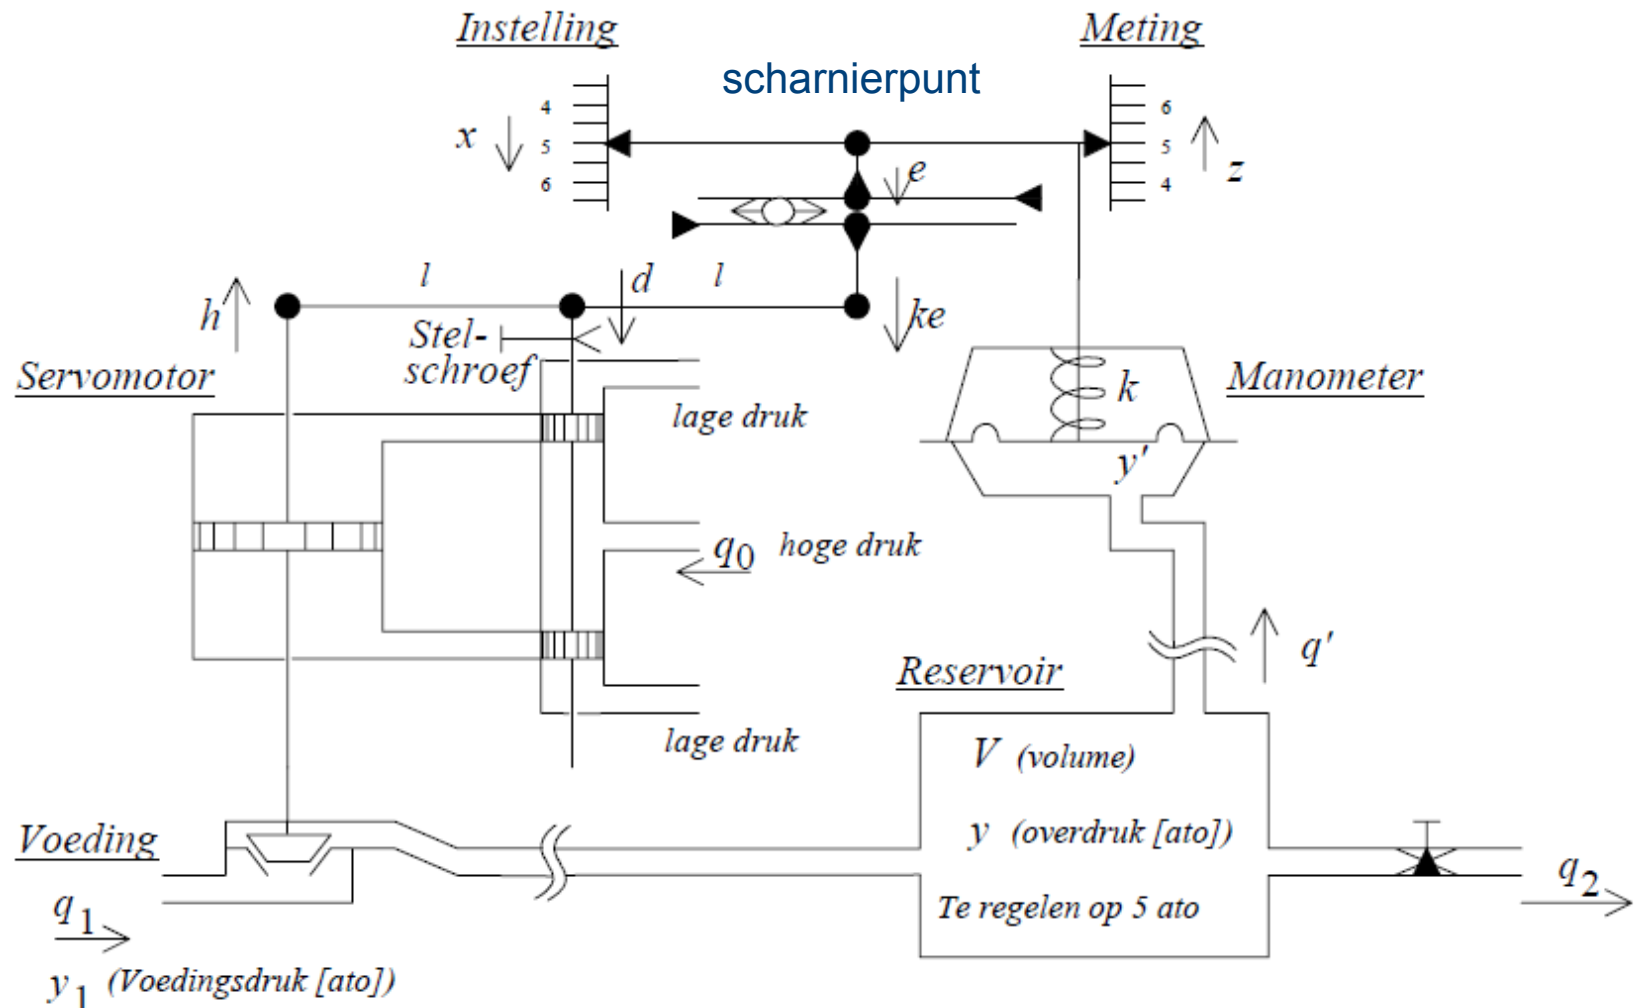 Instelling
Meting
scharnierpunt
4
5
6
x
6
5
4
z
e
l
d
l
h
ke
Stel-
schroef
Servomotor
k
Manometer
lage druk
y'
q0 hoge druk
q'
Reservoir
lage druk
V (volume)
y (overdruk [ato])
Te regelen op 5 ato
Voeding
q1
q2
y1 (Voedingsdruk [ato])